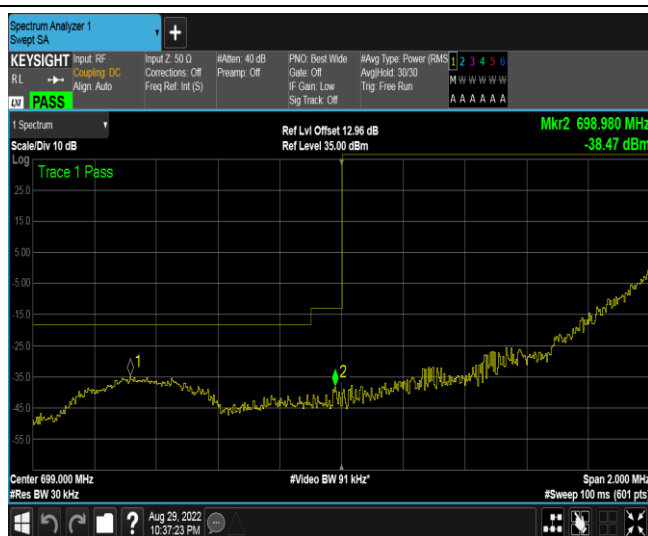 Spectrum Analyzer 1
Swept SA
+
KEYSIGHT Input: RF Input Z: 50 Ω #Atten: 40 dB PNO: Best Wide #Avg Type: Power (RMS 1 2 3 4 5 6
RL Coupling: DC Corrections: Off Preamp: Off Gate: Off Avg|Hold: 30/30 M W W W W W
Align: Auto Freq Ref: Int (S) IF Gain: Low Trig: Free Run
PASS Sig Track: Off A A A A A A
1 Spectrum Ref Lvl Offset 12.96 dB Mkr2 698.980 MHz
Scale/Div 10 dB Ref Level 35.00 dBm -38.47 dBm
Log
Trace 1 Pass
25.0
15.0
5.00
-5.00
-15.0
-25.0
1
2
-35.0
-45.0
-55.0
Center 699.000 MHz #Video BW 91 kHz* Span 2.000 MHz
#Res BW 30 kHz #Sweep 100 ms (601 pts)
? Aug 29, 2022
10:37:23 PM